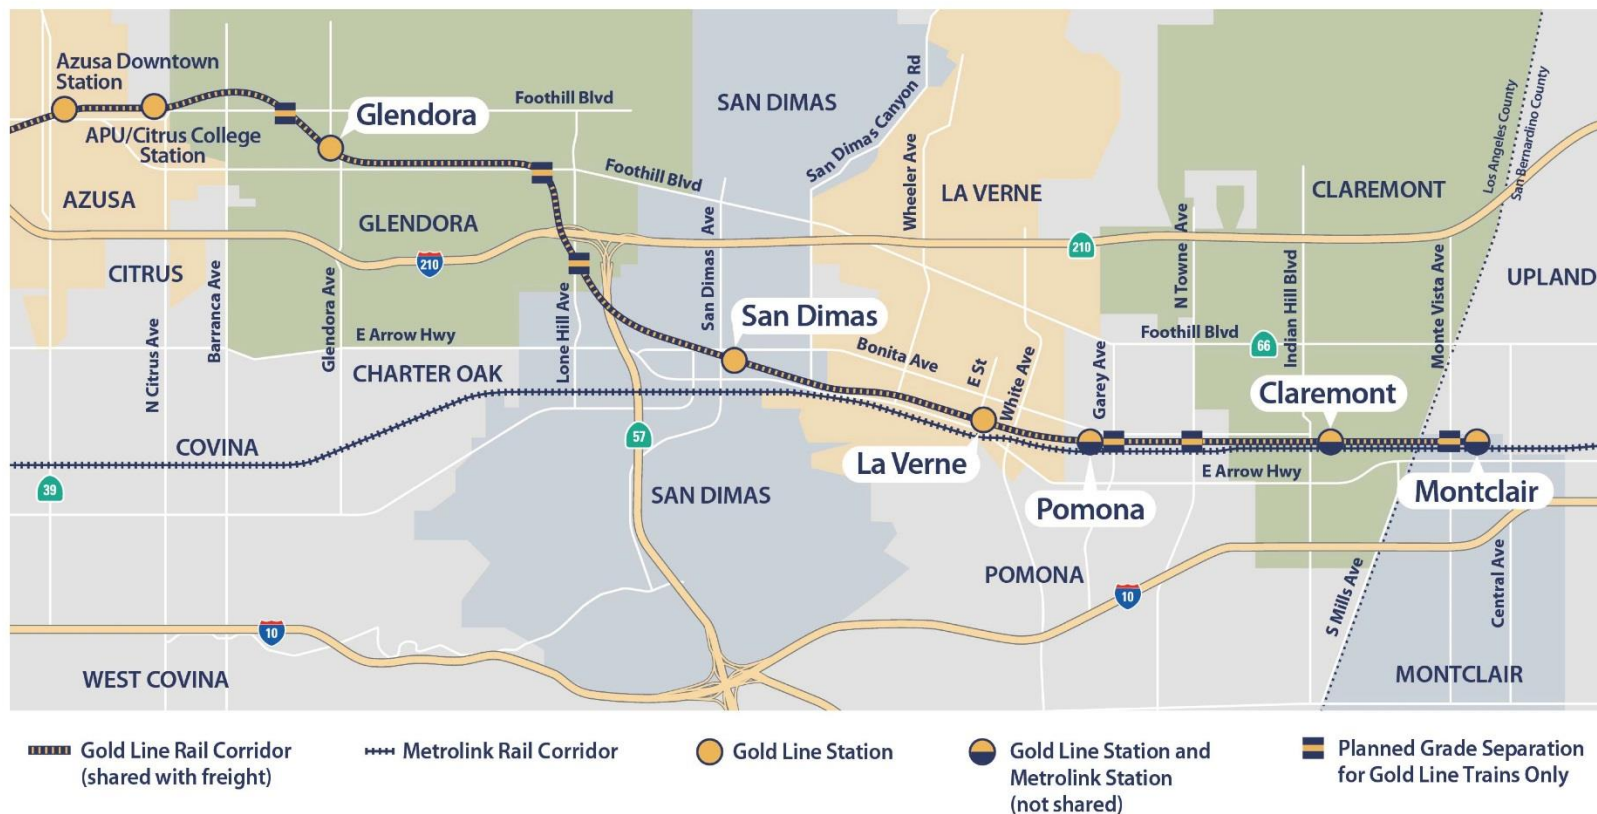 Azusa Downtown
Station
APU/Citrus College
Station
Glendora
Foothill Blvd
SAN DIMAS
San Dimas Canyon Rd
Foothill Blvd
Wheeler Ave
LA VERNE
CLAREMONT
Los Angeles County
San Bernardino County
AZUSA
GLENDORA
210
CITRUS
210
N Towne Ave
Indian Hill Blvd
Monte Vista Ave
UPLAND
N Citrus Ave
Barranca Ave
Glendora Ave
E Arrow Hwy
Lone Hill Ave
San Dimas Ave
San Dimas
Bonita Ave
E St
White Ave
Garey Ave
Foothill Blvd
66
CHARTER OAK
Claremont
COVINA
57
La Verne
E Arrow Hwy
39
SAN DIMAS
Pomona
Montclair
POMONA
10
10
S Mills Ave
Central Ave
WEST COVINA
MONTCLAIR
Gold Line Rail Corridor
(shared with freight)
Metrolink Rail Corridor
Gold Line Station
Gold Line Station and
Metrolink Station
(not shared)
Planned Grade Separation
for Gold Line Trains Only